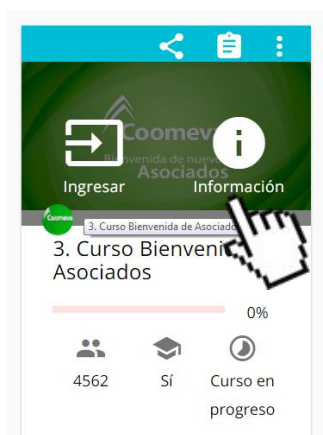 Coomeva
Bienvenida de nuevos
Asociados
Ingresar
Información
Coomeva
3. Curso Bienvenida de Asociados
3. Curso Bienveni
Asociados
0%
4562
Sí
Curso en
progreso